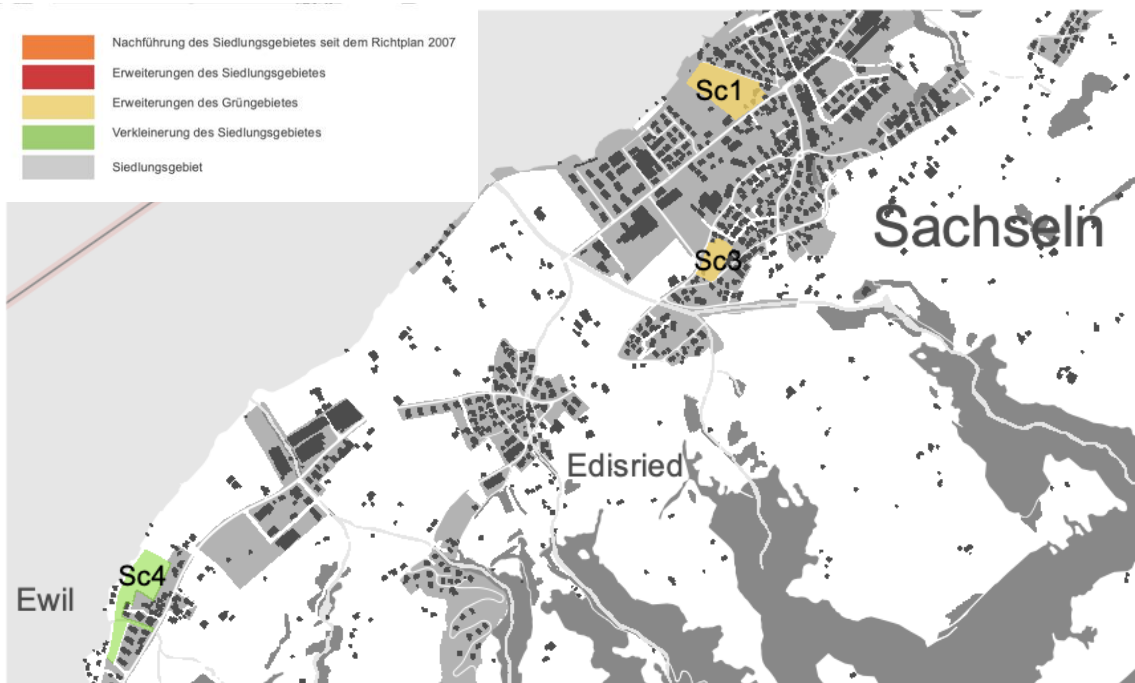 Nachführung des Siedlungsgebietes seit dem Richtplan 2007
Erweiterungen des Siedlungsgebietes
Erweiterungen des Grüngebietes
Verkleinerung des Siedlungsgebietes
Siedlungsgebiet
Sc1
Sachseln
Sc3
Edisried
Sc4
Ewil